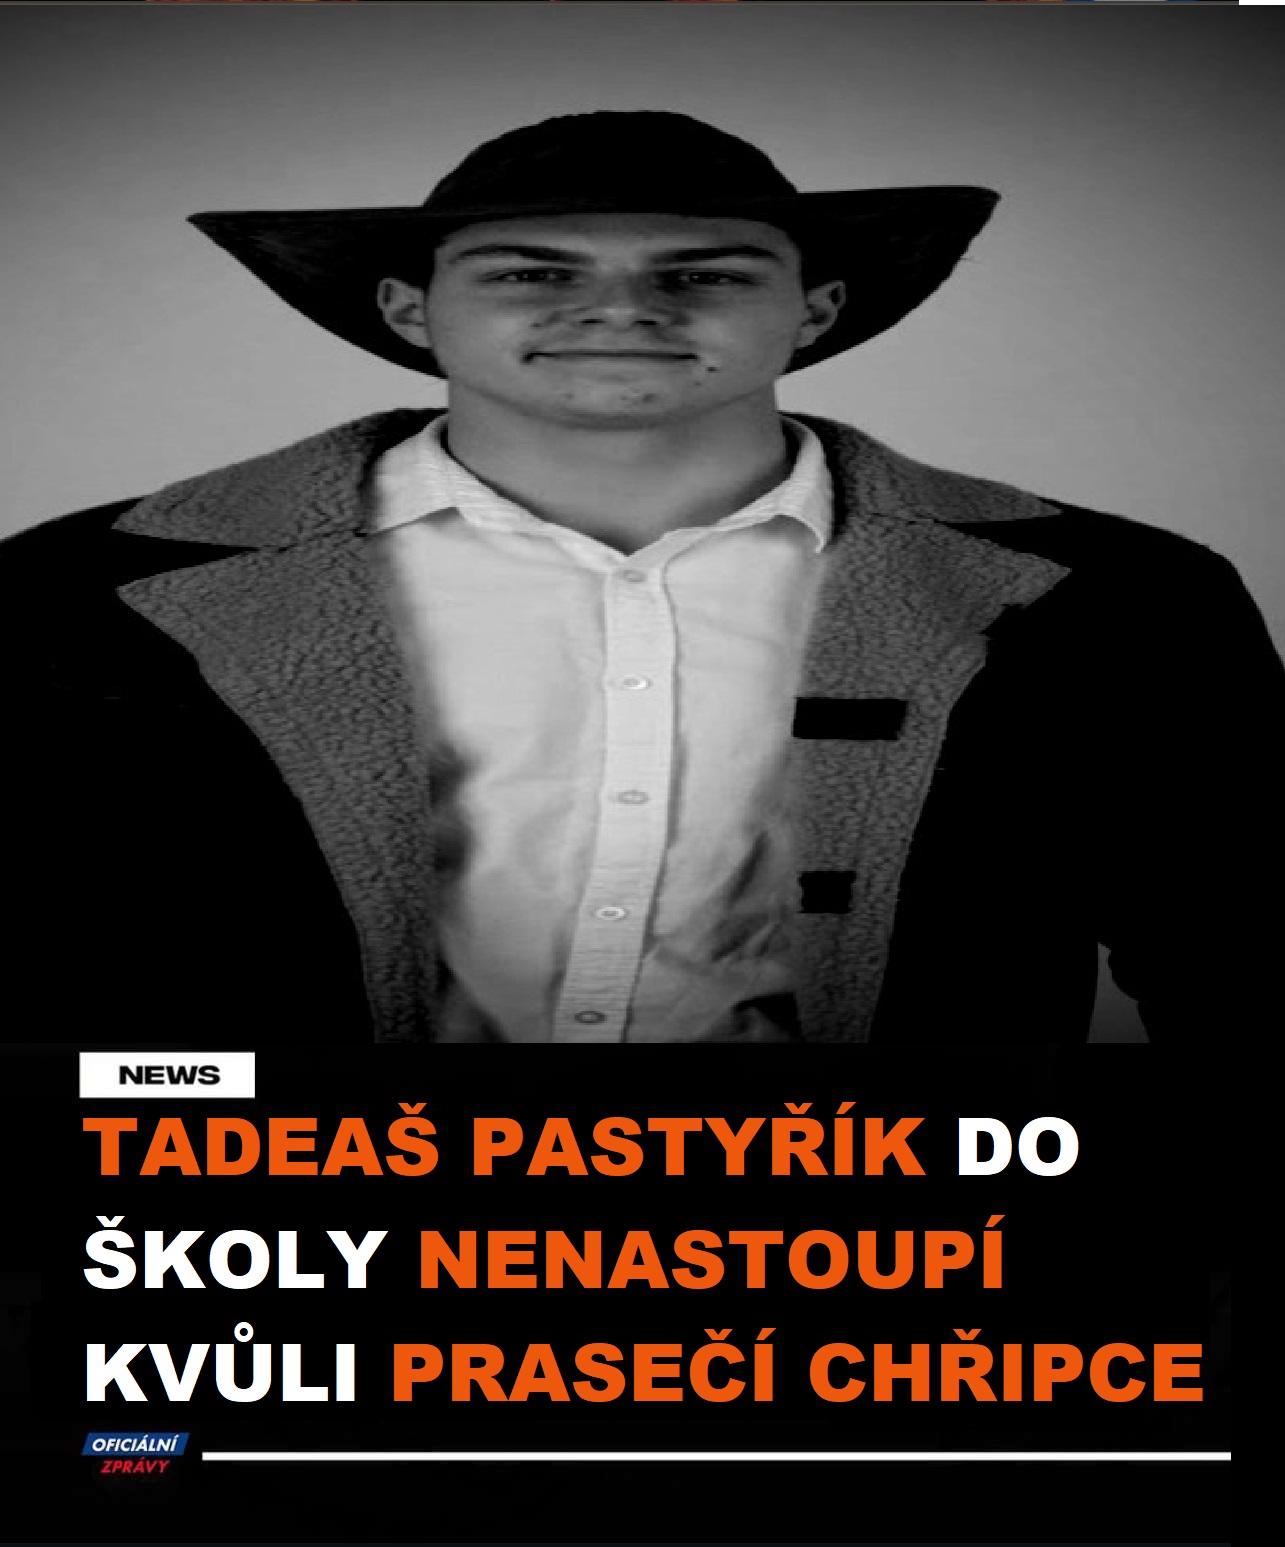 NEWS
TADEAŠ PASTYŘÍK DO
ŠKOLY NENASTOUPÍ
KVŮLI PRASEČÍ CHŘIPCE
OFICIÁLNÍ
ZPRÁVY